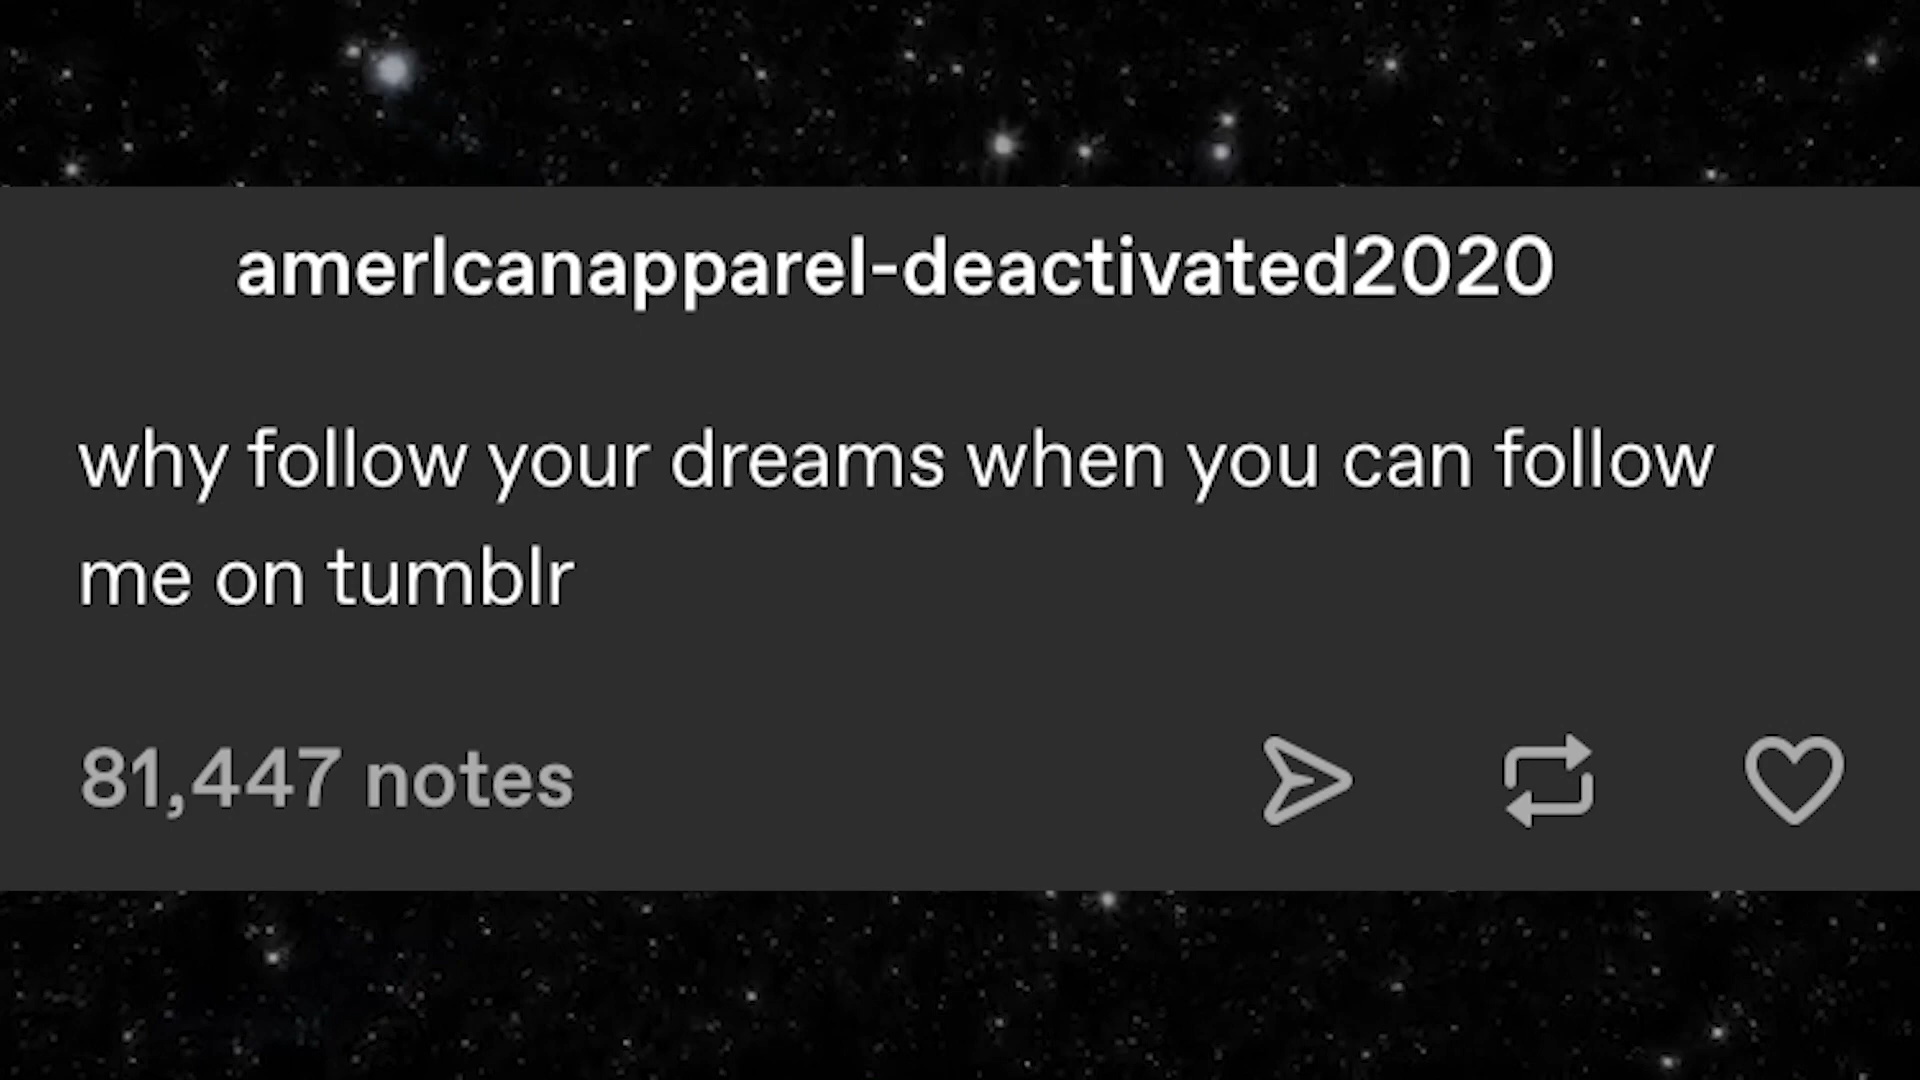 amerlcanapparel-deactivated2020
why follow your dreams when you can follow
me on tumblr
81,447 notes